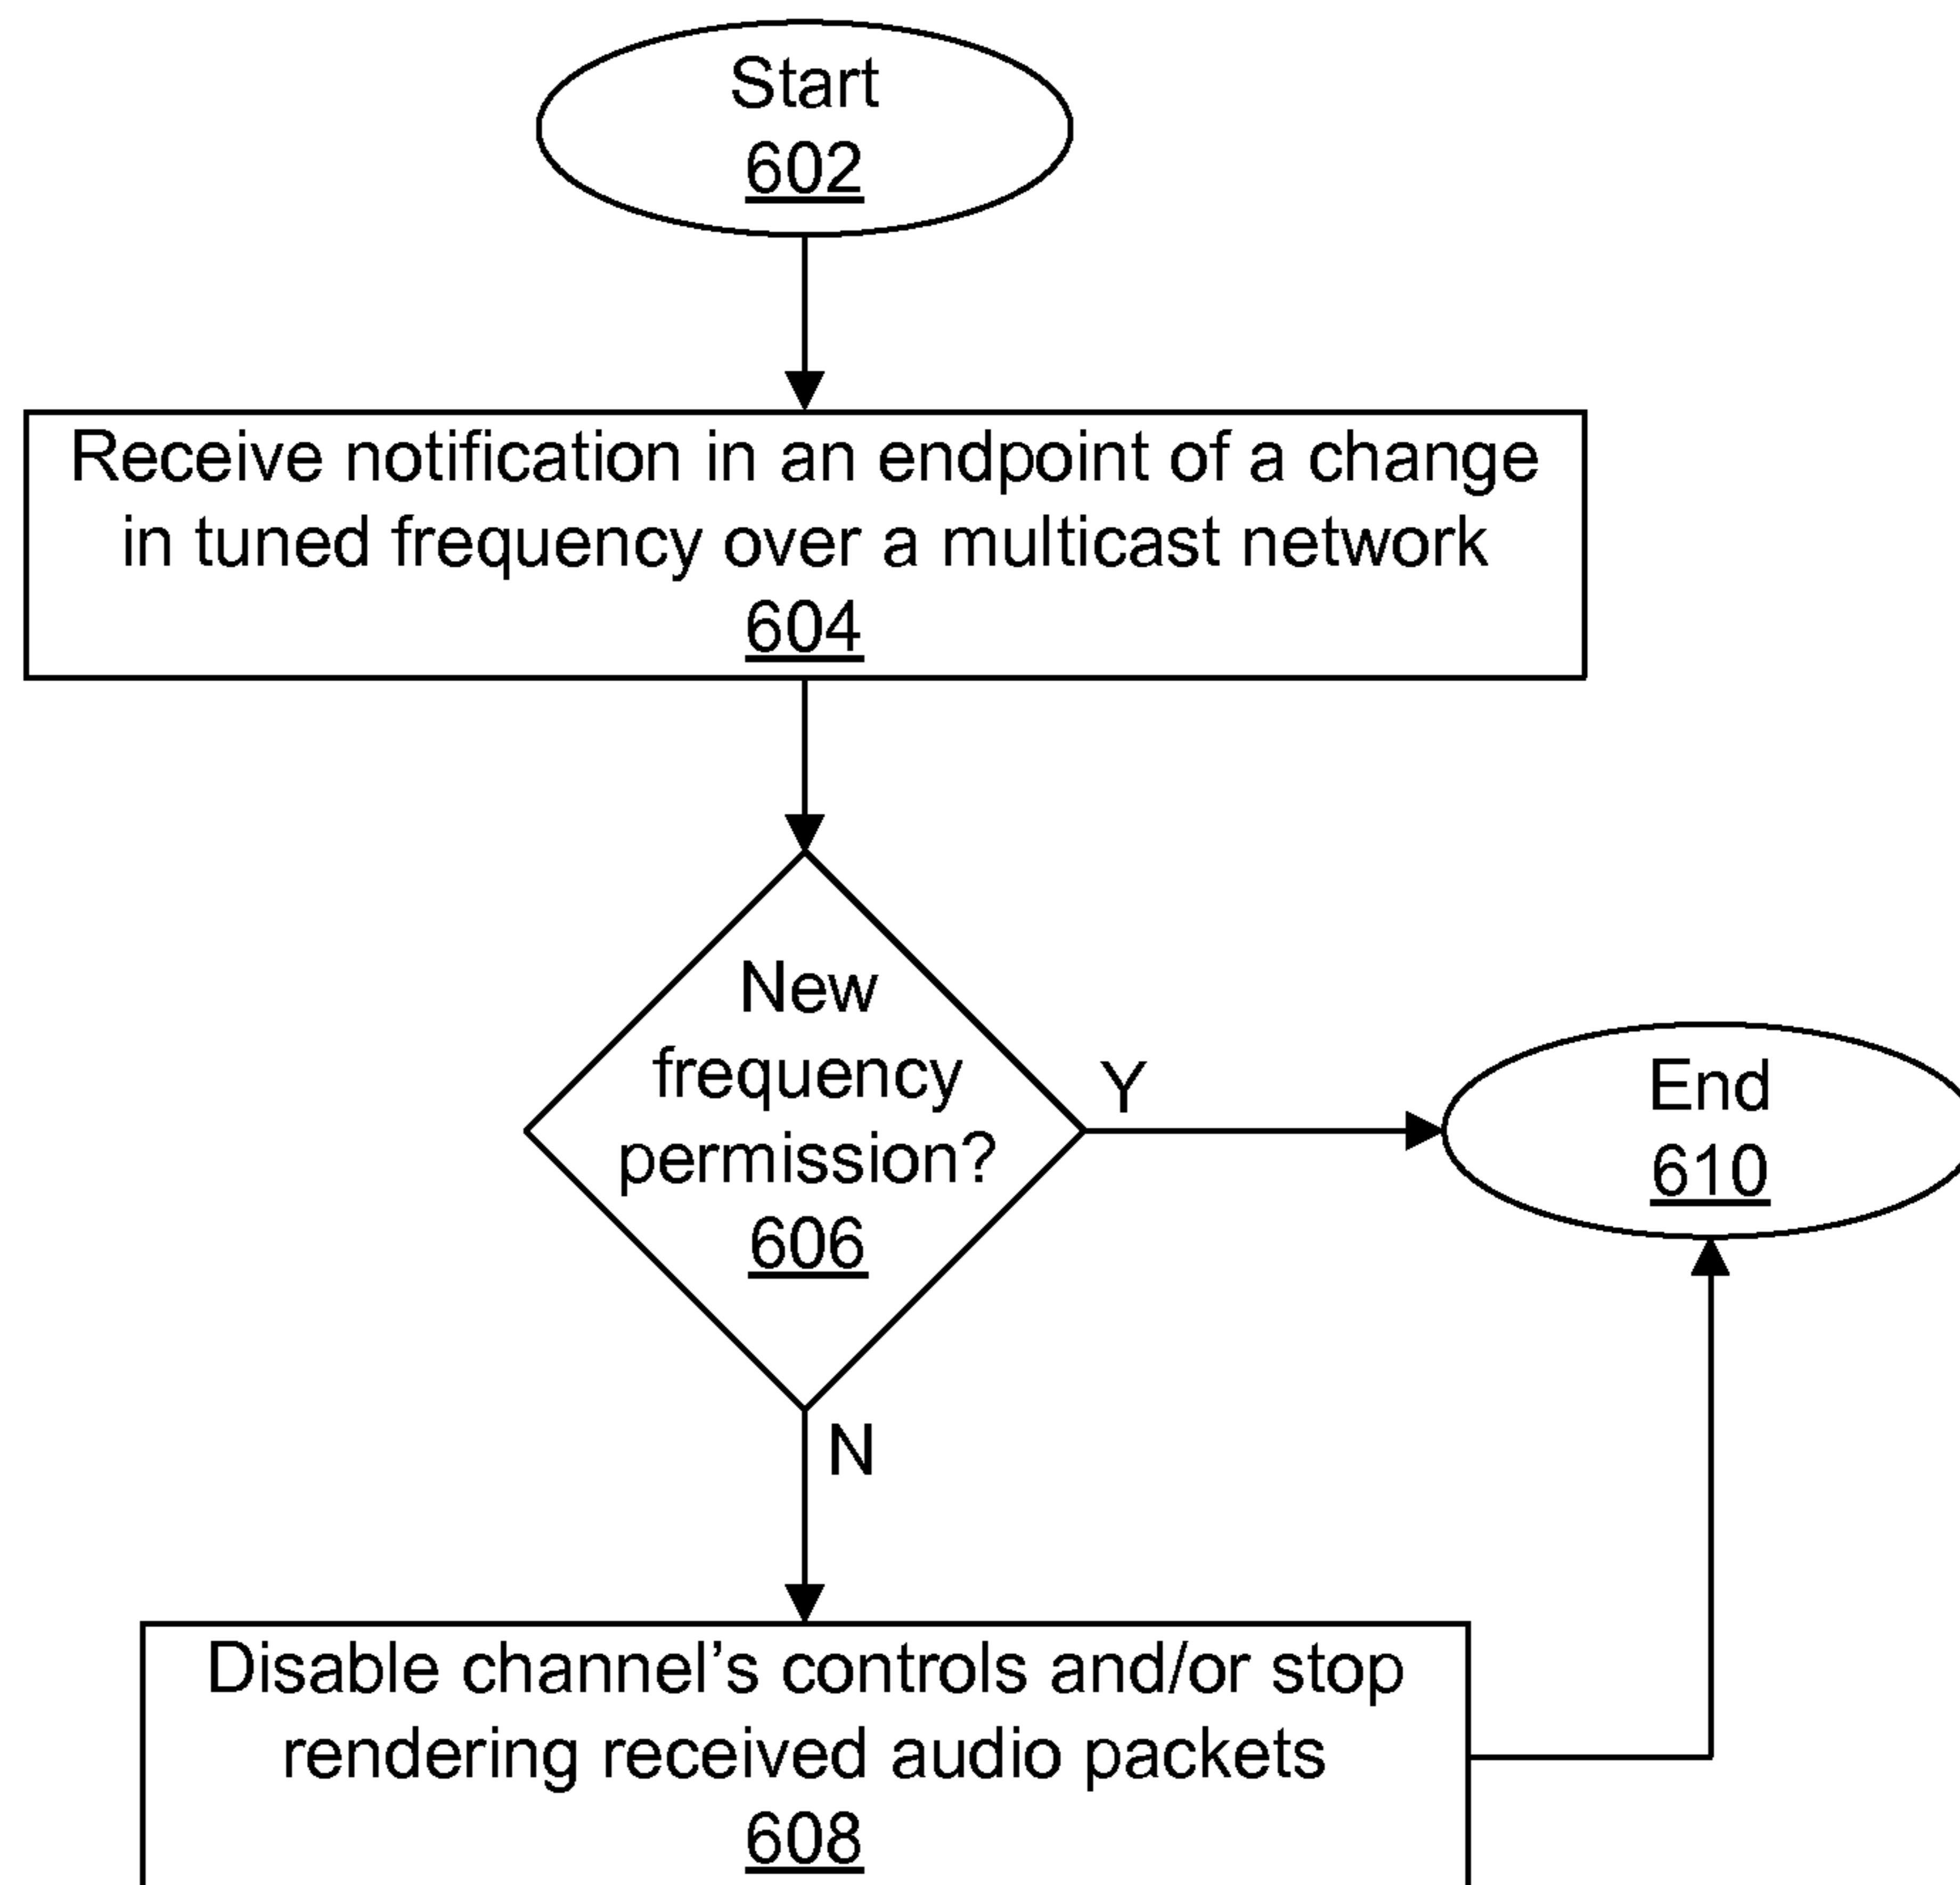 Start
602
Receive notification in an endpoint of a change
in tuned frequency over a multicast network
604
New
frequency
permission?
606
Y
End
610
N
Disable channel’s controls and/or stop
rendering received audio packets
608